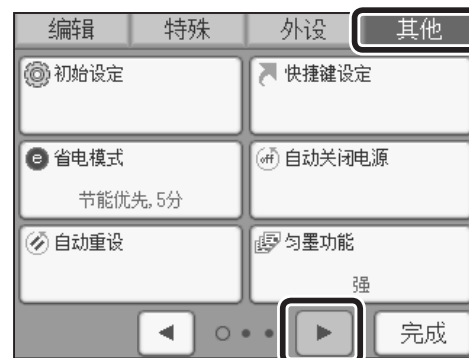 编辑 特殊 外设 其他
初始设定 快捷键设定
e 省电模式 off 自动关闭电源
节能优先, 5分
自动重设 匀墨功能
强
完成